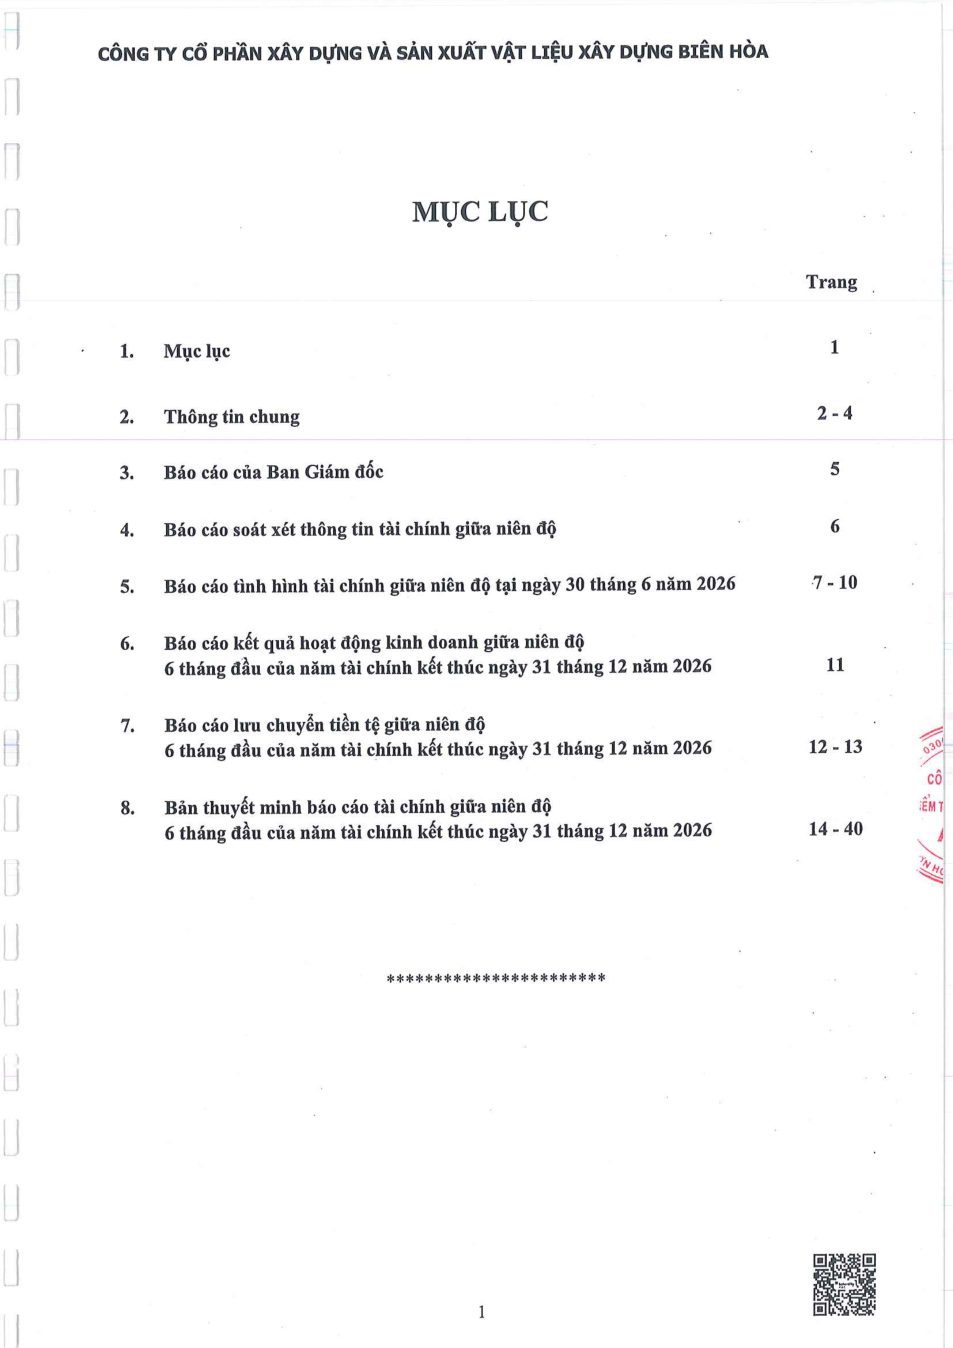 CÔNG TY CỔ PHẦN XÂY DỰNG VÀ SẢN XUẤT VẬT LIỆU XÂY DỰNG BIÊN HÒA
MỤC LỤC
Trang
1. Mục lục 1
2. Thông tin chung 2 - 4
3. Báo cáo của Ban Giám đốc 5
4. Báo cáo soát xét thông tin tài chính giữa niên độ 6
5. Báo cáo tình hình tài chính giữa niên độ tại ngày 30 tháng 6 năm 2026 7 - 10
6. Báo cáo kết quả hoạt động kinh doanh giữa niên độ
6 tháng đầu của năm tài chính kết thúc ngày 31 tháng 12 năm 2026 11
7. Báo cáo lưu chuyển tiền tệ giữa niên độ
6 tháng đầu của năm tài chính kết thúc ngày 31 tháng 12 năm 2026 12 - 13
8. Bản thuyết minh báo cáo tài chính giữa niên độ
6 tháng đầu của năm tài chính kết thúc ngày 31 tháng 12 năm 2026 14 - 40
***********************
CÔ
1